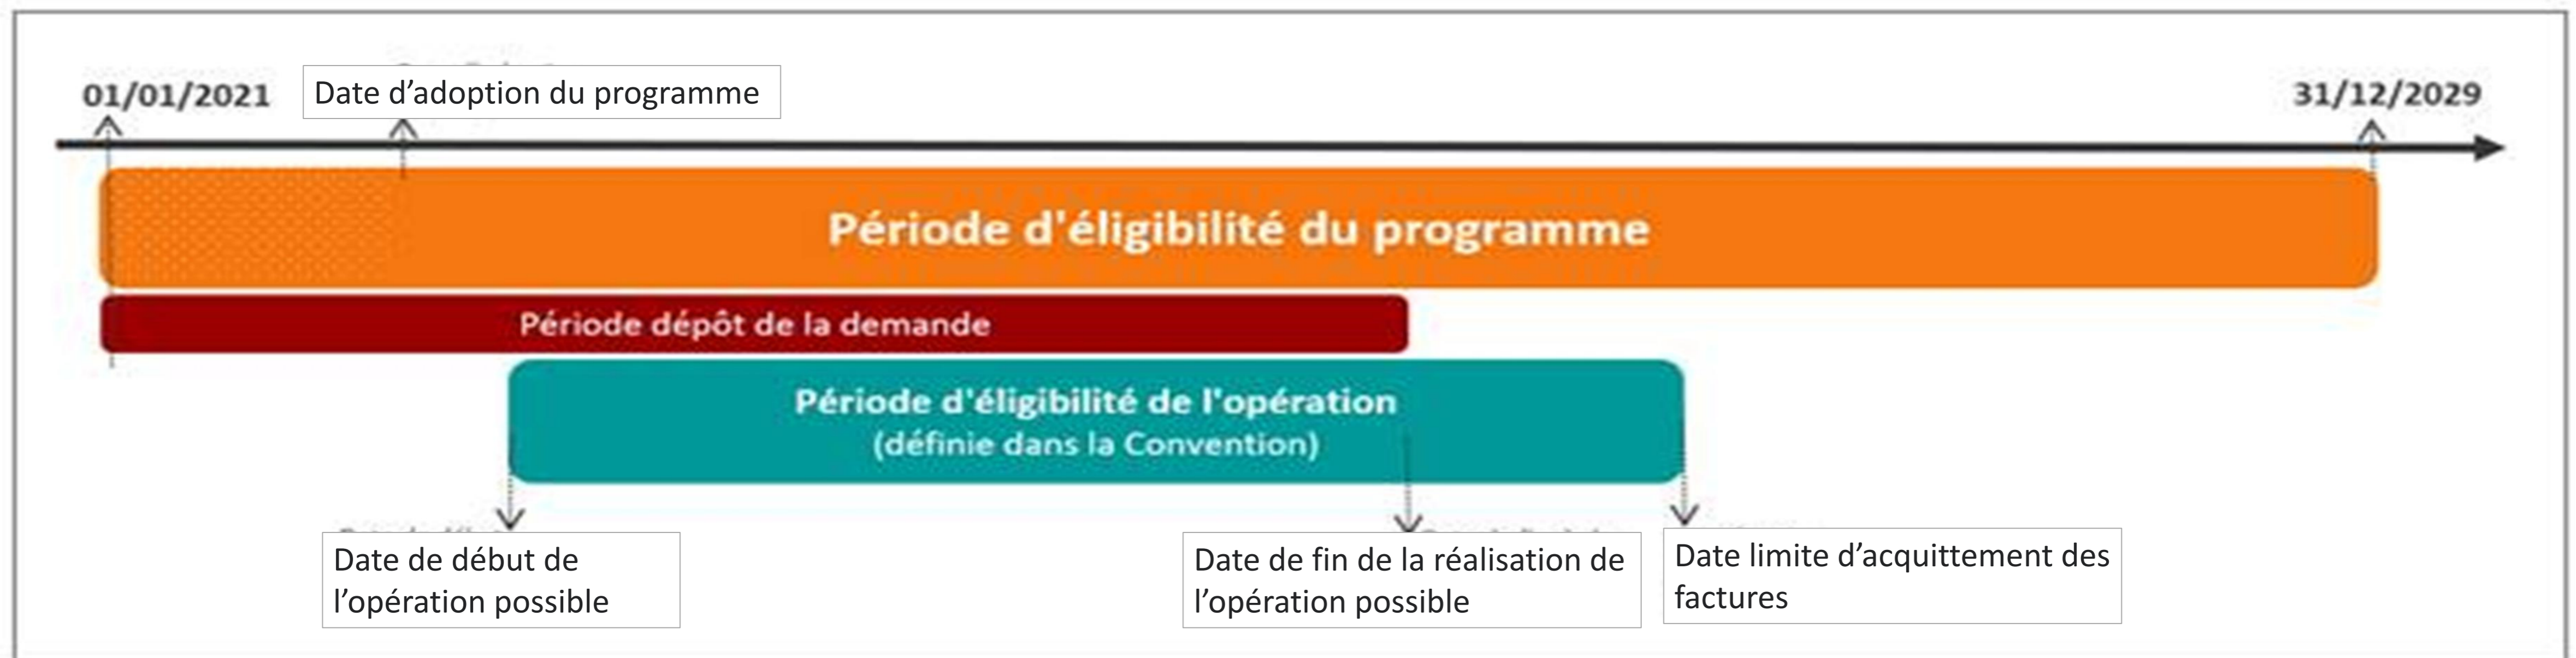 01/01/2021
Date d’adoption du programme
31/12/2029
Période d'éligibilité du programme
Période dépôt de la demande
Période d'éligibilité de l'opération
(définie dans la Convention)
Date de début de
l’opération possible
Date de fin de la réalisation de
l’opération possible
Date limite d’acquittement des
factures